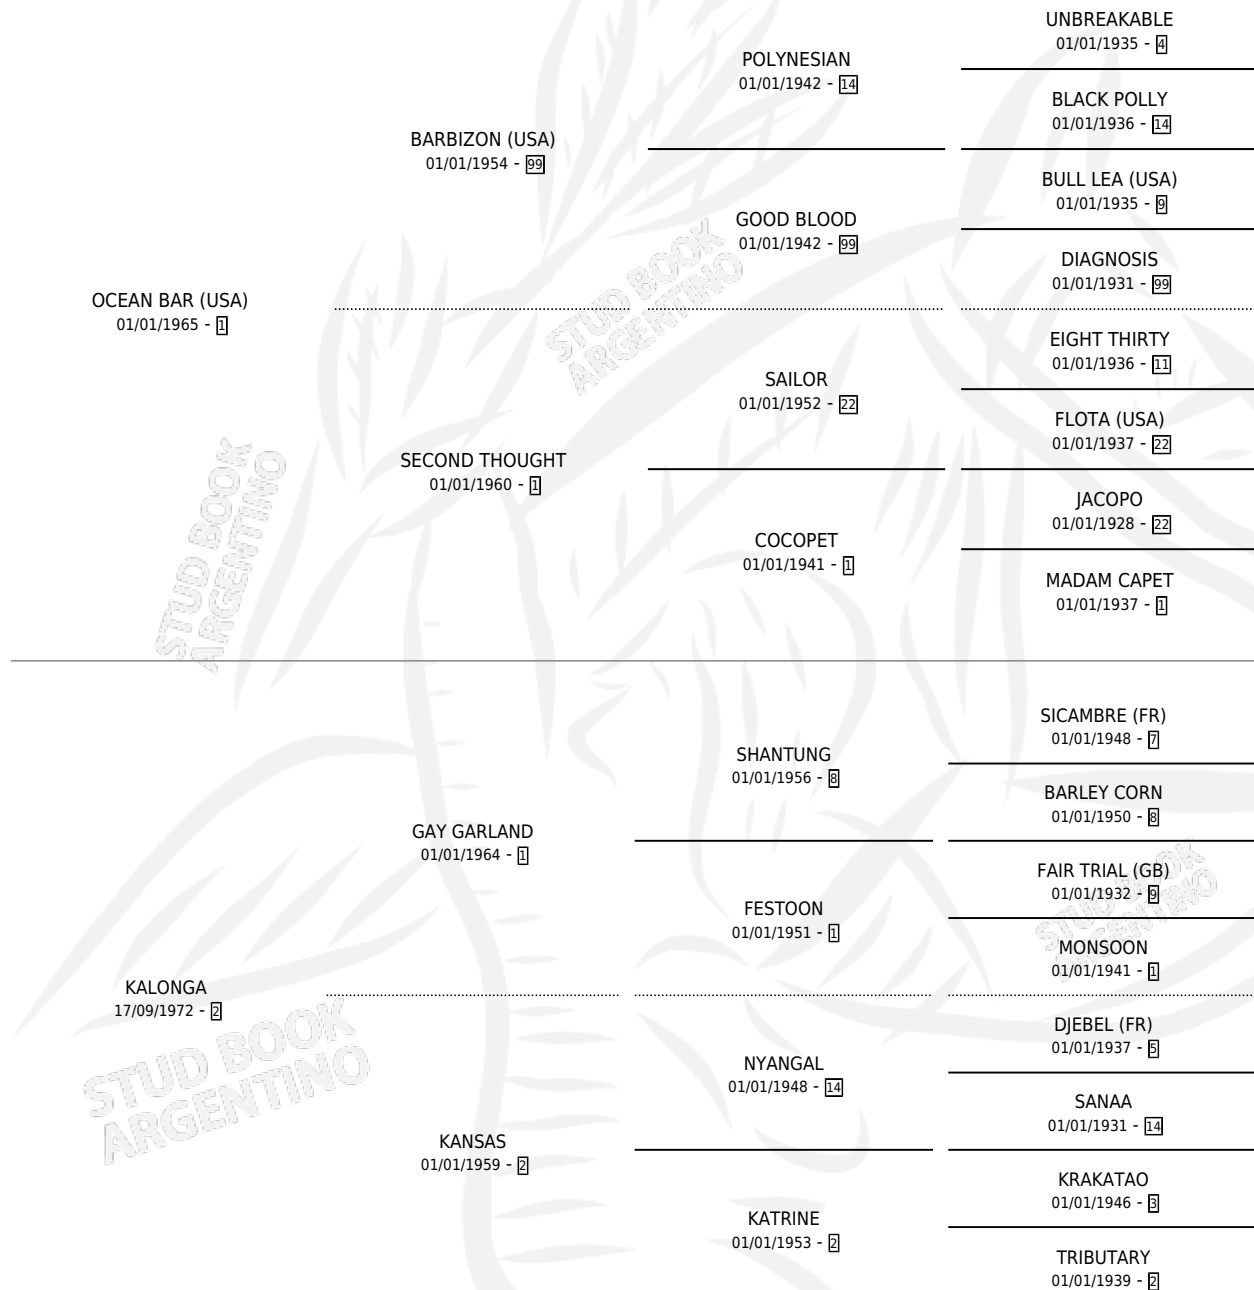 UNBREAKABLE
01/01/1935 - 4
POLYNESIAN
01/01/1942 - 14
BLACK POLLY
01/01/1936 - 14
BARBIZON (USA)
01/01/1954 - 99
BULL LEA (USA)
01/01/1935 - 9
GOOD BLOOD
01/01/1942 - 99
DIAGNOSIS
01/01/1931 - 99
OCEAN BAR (USA)
01/01/1965 - 1
STUD BOOK
ARGENTINO
EIGHT THIRTY
01/01/1936 - 11
SAILOR
01/01/1952 - 22
FLOTA (USA)
01/01/1937 - 22
SECOND THOUGHT
01/01/1960 - 1
JACOPO
01/01/1928 - 22
COCOPET
01/01/1941 - 1
MADAM CAPET
01/01/1937 - 1
STUD BOOK
ARGENTINO
SICAMBRE (FR)
01/01/1948 - 7
SHANTUNG
01/01/1956 - 8
BARLEY CORN
01/01/1950 - 8
GAY GARLAND
01/01/1964 - 1
FAIR TRIAL (GB)
01/01/1932 - 9
FESTOON
01/01/1951 - 1
STUD BOOK
ARGENTINO
MONSOON
01/01/1941 - 1
KALONGA
17/09/1972 - 2
STUD BOOK
ARGENTINO
DJEBEL (FR)
01/01/1937 - 5
NYANGAL
01/01/1948 - 14
SANAA
01/01/1931 - 14
KANSAS
01/01/1959 - 2
KRAKATAO
01/01/1946 - 3
KATRINE
01/01/1953 - 2
TRIBUTARY
01/01/1939 - 2